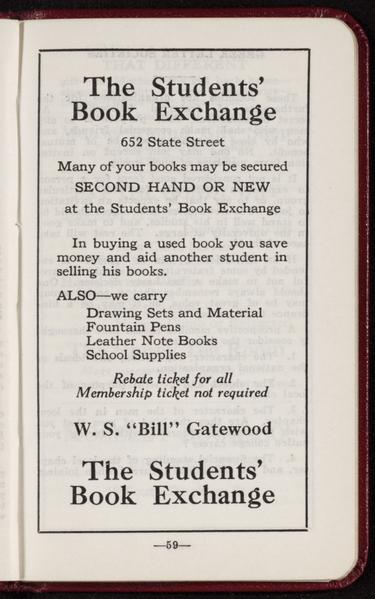 The Students'
Book Exchange
652 State Street
Many of your books may be secured
SECOND HAND OR NEW
at the Students' Book Exchange
In buying a used book you save
money and aid another student in
selling his books.
ALSO—we carry
Drawing Sets and Material
Fountain Pens
Leather Note Books
School Supplies
Rebate ticket for all
Membership ticket not required
W. S. "Bill" Gatewood
The Students'
Book Exchange
—59—